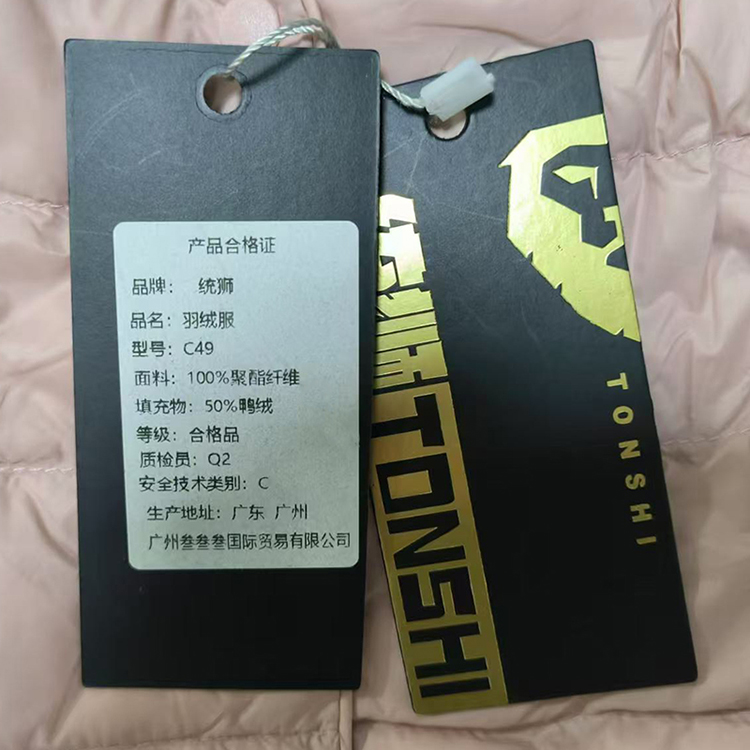 产品合格证
品牌： 统狮
品名：羽绒服
型号：C49
面料：100%聚酯纤维
填充物：50%鸭绒
等级：合格品
质检员：Q2
安全技术类别：C
生产地址：广东 广州
广州叁叁叁国际贸易有限公司
TONSHI
TONSHI